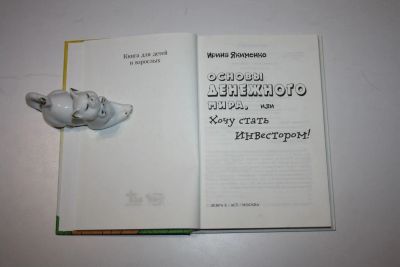 Книга для детей
и взрослых
Ирина Якименко
ОСНОВЫ
ДЕНЕЖНОГО
МИРА, или
Хочу стать
ИНвестором!